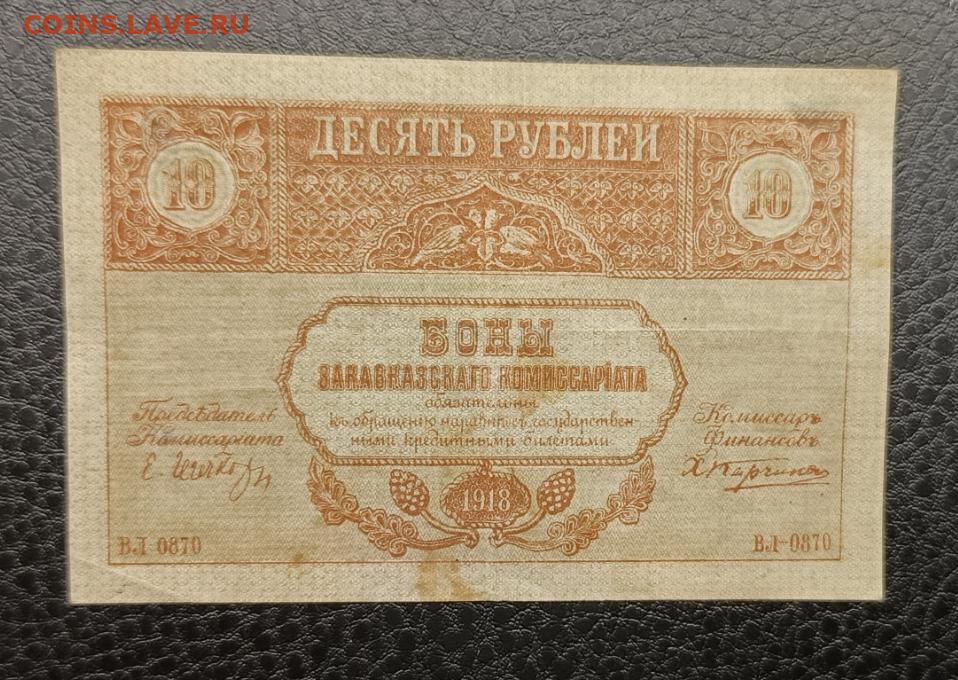 COINS.LAVE.RU
ДЕСЯТЬ РУБЛЕЙ
10 10
БОНЫ
ЗАКАВКАЗСКАГО КОМИССАРІАТА
обязательны
къ обращенію наравнѣ съ государствен-
ными кредитными билетами
Предсѣдатель
Комиссаріата
Комиссаръ
Финансовъ
1918
ВЛ 0870 ВЛ-0870